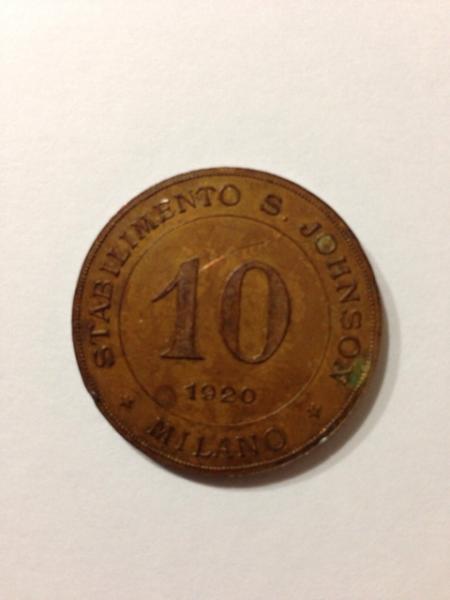 STABILIMENTO S. JOHNSON
10
1920
MILANO